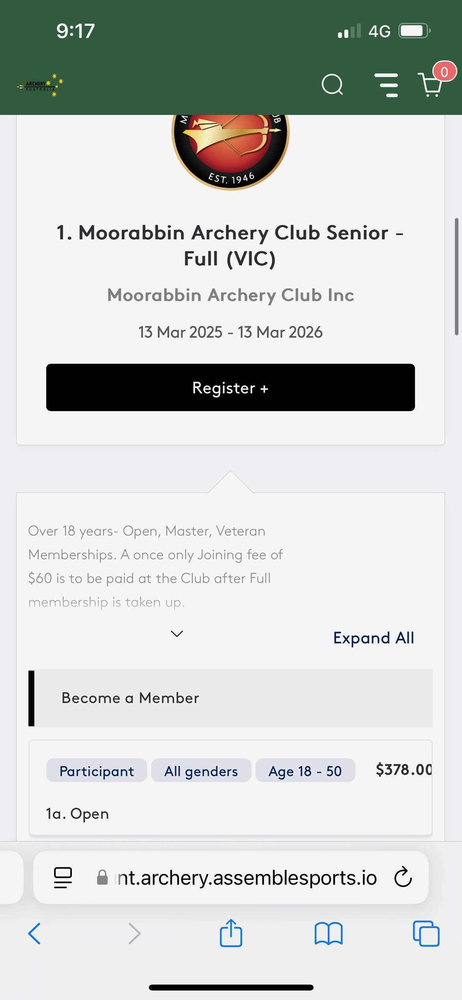 9:17
4G
0
ARCHERY
AUSTRALIA
M
UB
EST. 1946
1. Moorabbin Archery Club Senior -
Full (VIC)
Moorabbin Archery Club Inc
13 Mar 2025 - 13 Mar 2026
Register +
Over 18 years- Open, Master, Veteran
Memberships. A once only Joining fee of
$60 is to be paid at the Club after Full
membership is taken up.
Expand All
Become a Member
Participant All genders Age 18 - 50 $378.00
1a. Open
nt.archery.assemblesports.io